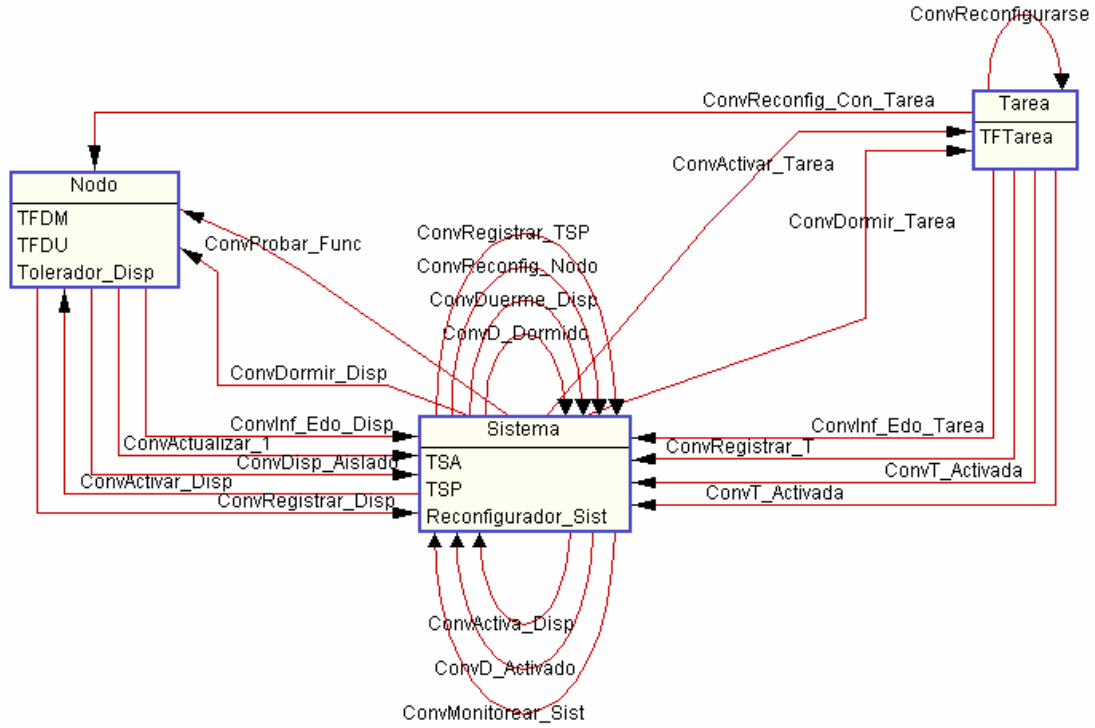 ConvReconfigurarse
ConvReconfig_Con_Tarea
Tarea
TFTarea
ConvActivar_Tarea
Nodo
TFDM
TFDU
Tolerador_Disp
ConvProbar_Func
ConvRegistrar_TSP
ConvDormir_Tarea
ConvReconfig_Nodo
ConvDuerme_Disp
ConvD_Dormido
ConvDormir_Disp
ConvInf_Edo_Disp
Sistema
ConvInf_Edo_Tarea
ConvActualizar_1
ConvRegistrar_T
ConvDisp_Aislado
TSA
ConvT_Activada
ConvActivar_Disp
TSP
ConvT_Activada
ConvRegistrar_Disp
Reconfigurador_Sist
ConvActiva_Disp
ConvD_Activado
ConvMonitorear_Sist